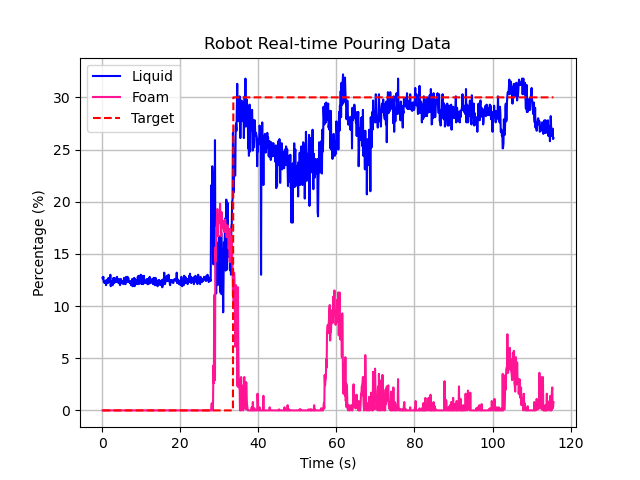 Robot Real-time Pouring Data
Liquid
Foam
Target
Percentage (%)
30
25
20
15
10
5
0
0 20 40 60 80 100 120
Time (s)